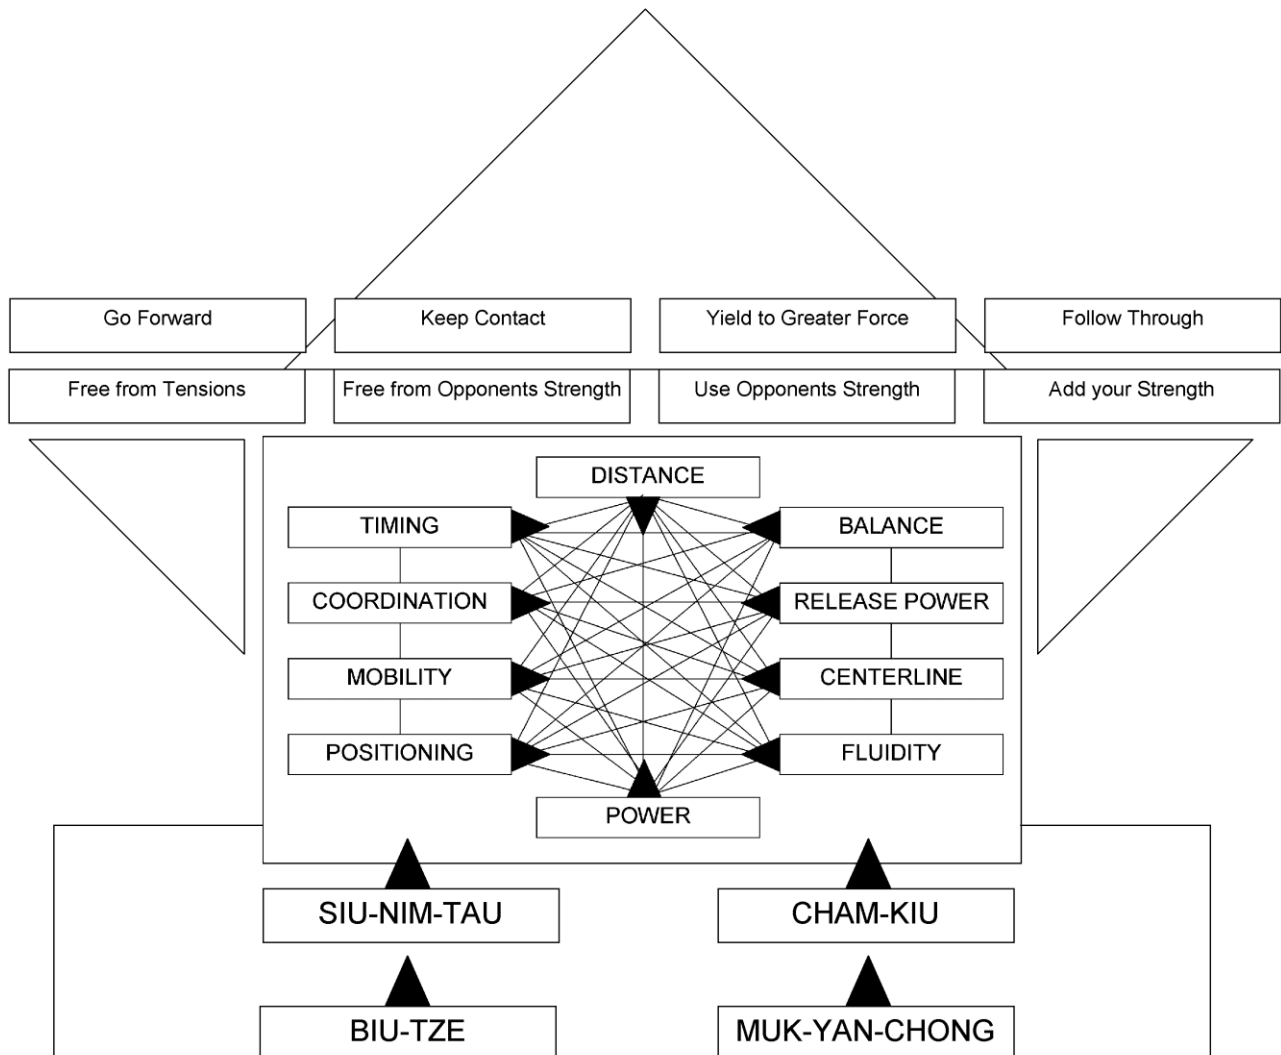 Go Forward
Keep Contact
Yield to Greater Force
Follow Through
Free from Tensions
Free from Opponents Strength
Use Opponents Strength
Add your Strength
DISTANCE
TIMING
BALANCE
COORDINATION
RELEASE POWER
MOBILITY
CENTERLINE
POSITIONING
FLUIDITY
POWER
SIU-NIM-TAU
CHAM-KIU
BIU-TZE
MUK-YAN-CHONG